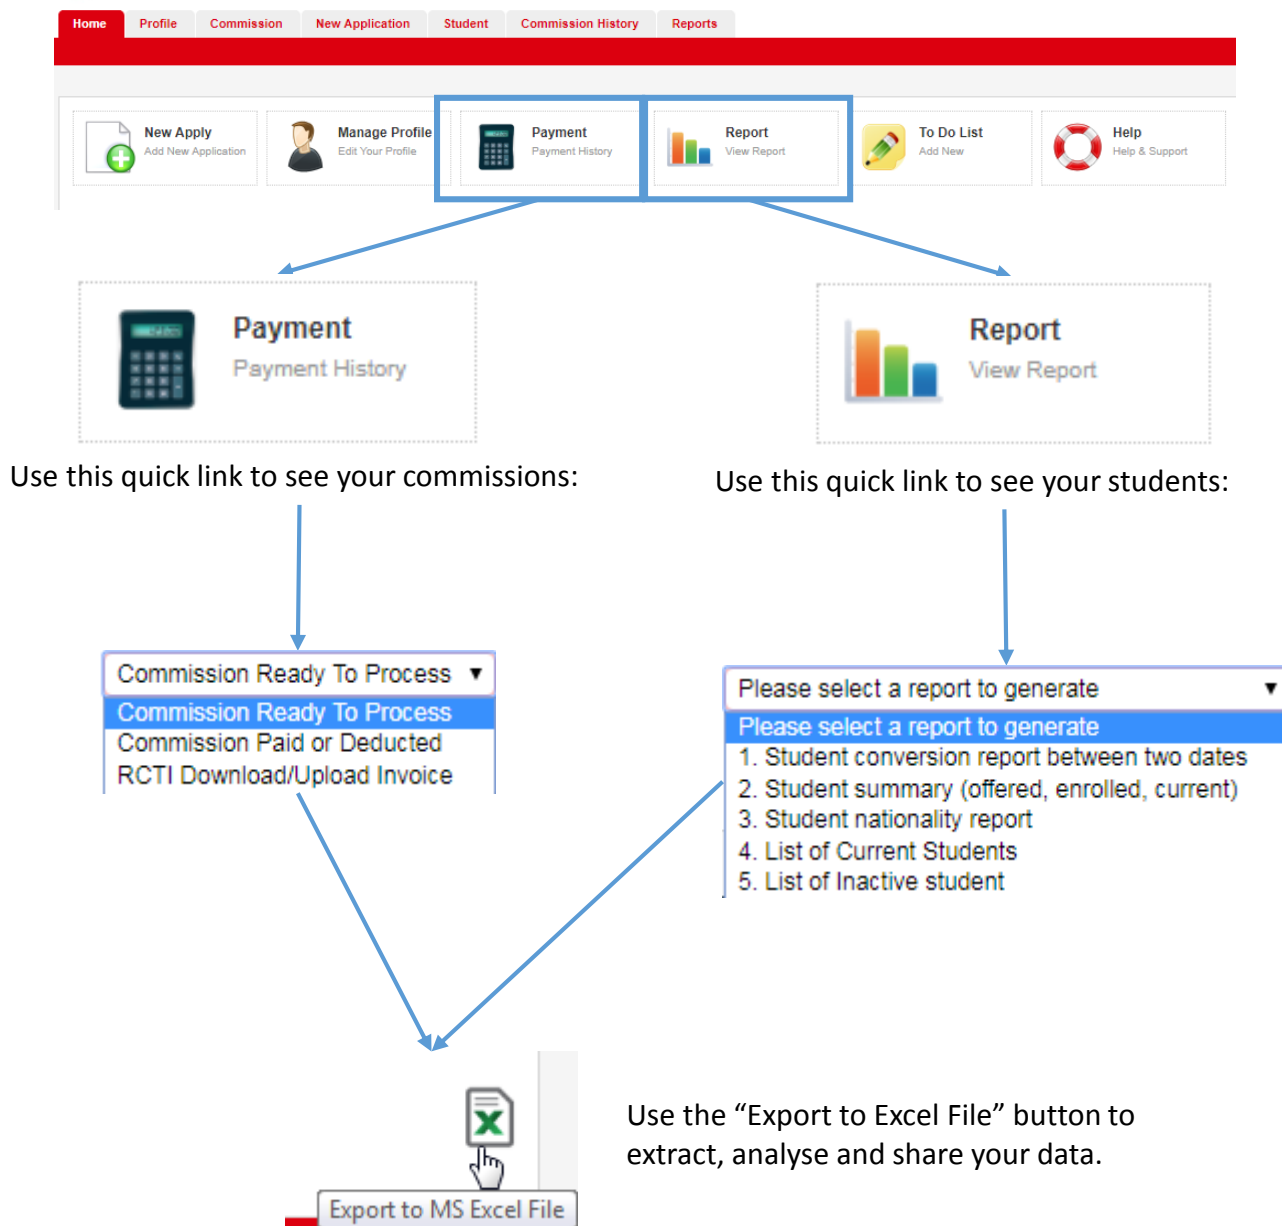 Home Profile Commission New Application Student Commission History Reports
New Apply
Add New Application
Manage Profile
Edit Your Profile
Payment
Payment History
Report
View Report
To Do List
Add New
Help
Help & Support
Payment
Payment History
Report
View Report
Use this quick link to see your commissions:
Use this quick link to see your students:
Commission Ready To Process
Commission Ready To Process
Commission Paid or Deducted
RCTI Download/Upload Invoice
Please select a report to generate
Please select a report to generate
1. Student conversion report between two dates
2. Student summary (offered, enrolled, current)
3. Student nationality report
4. List of Current Students
5. List of Inactive student
Use the “Export to Excel File” button to
extract, analyse and share your data.
Export to MS Excel File